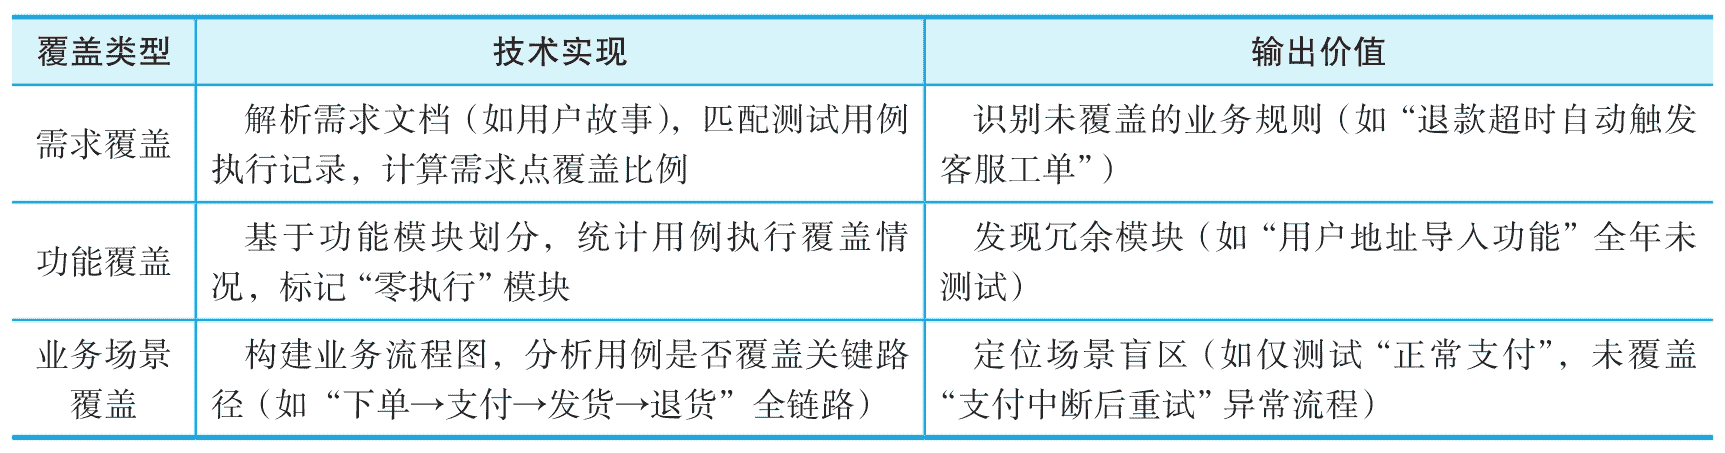 覆盖类型
技术实现
输出价值
需求覆盖
解析需求文档（如用户故事），匹配测试用例
执行记录，计算需求点覆盖比例
识别未覆盖的业务规则（如“退款超时自动触发
客服工单”）
功能覆盖
基于功能模块划分，统计用例执行覆盖情
况，标记“零执行”模块
发现冗余模块（如“用户地址导入功能”全年未
测试）
业务场景
覆盖
构建业务流程图，分析用例是否覆盖关键路
径（如“下单→支付→发货→退货”全链路）
定位场景盲区（如仅测试“正常支付”，未覆盖
“支付中断后重试”异常流程）